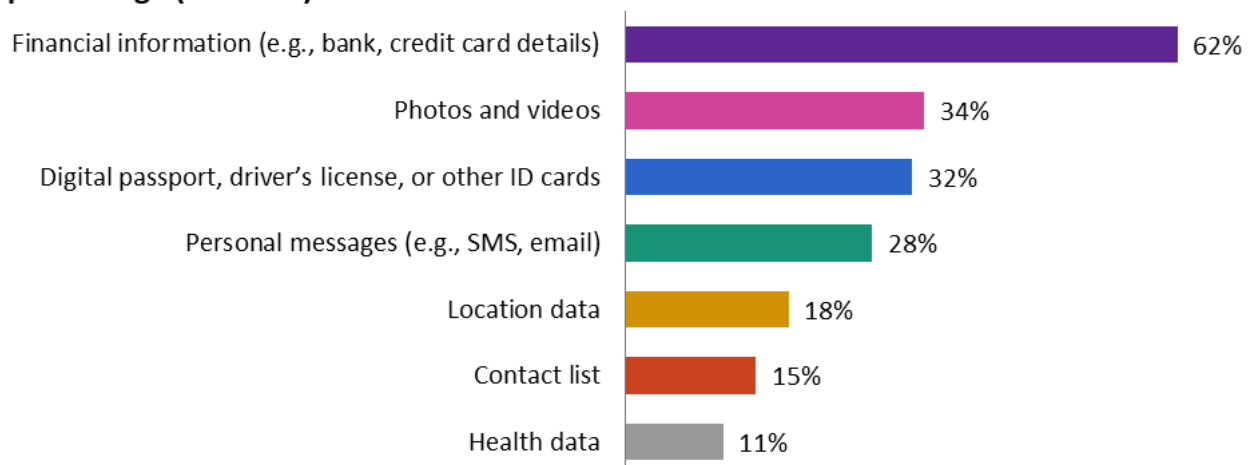 Financial information (e.g., bank, credit card details) 62%
Photos and videos 34%
Digital passport, driver’s license, or other ID cards 32%
Personal messages (e.g., SMS, email) 28%
Location data 18%
Contact list 15%
Health data 11%